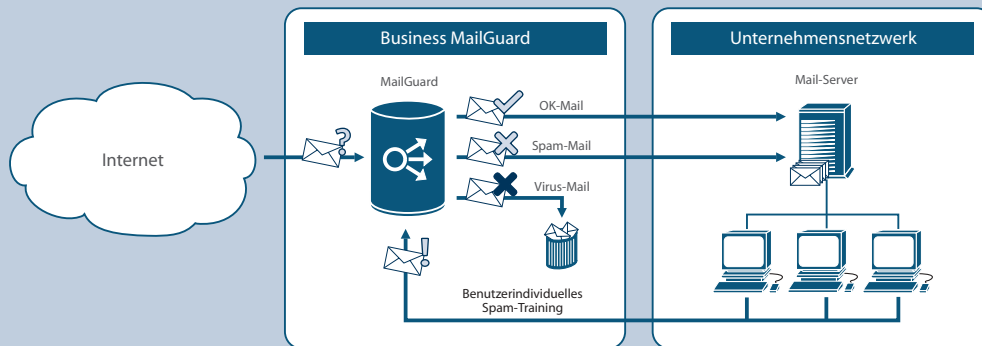 Business MailGuard
Unternehmensnetzwerk
MailGuard
Mail-Server
OK-Mail
Internet
Spam-Mail
Virus-Mail
Benutzerindividuelles
Spam-Training